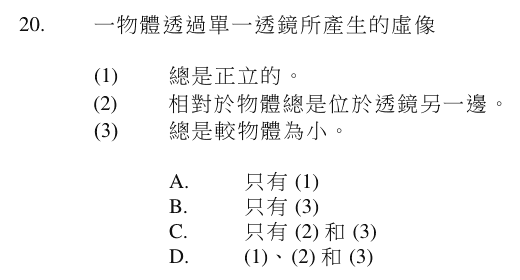 20. 一物體透過單一透鏡所產生的虛像
(1) 總是正立的。
(2) 相對於物體總是位於透鏡另一邊。
(3) 總是較物體為小。
A. 只有 (1)
B. 只有 (3)
C. 只有 (2) 和 (3)
D. (1)、(2) 和 (3)